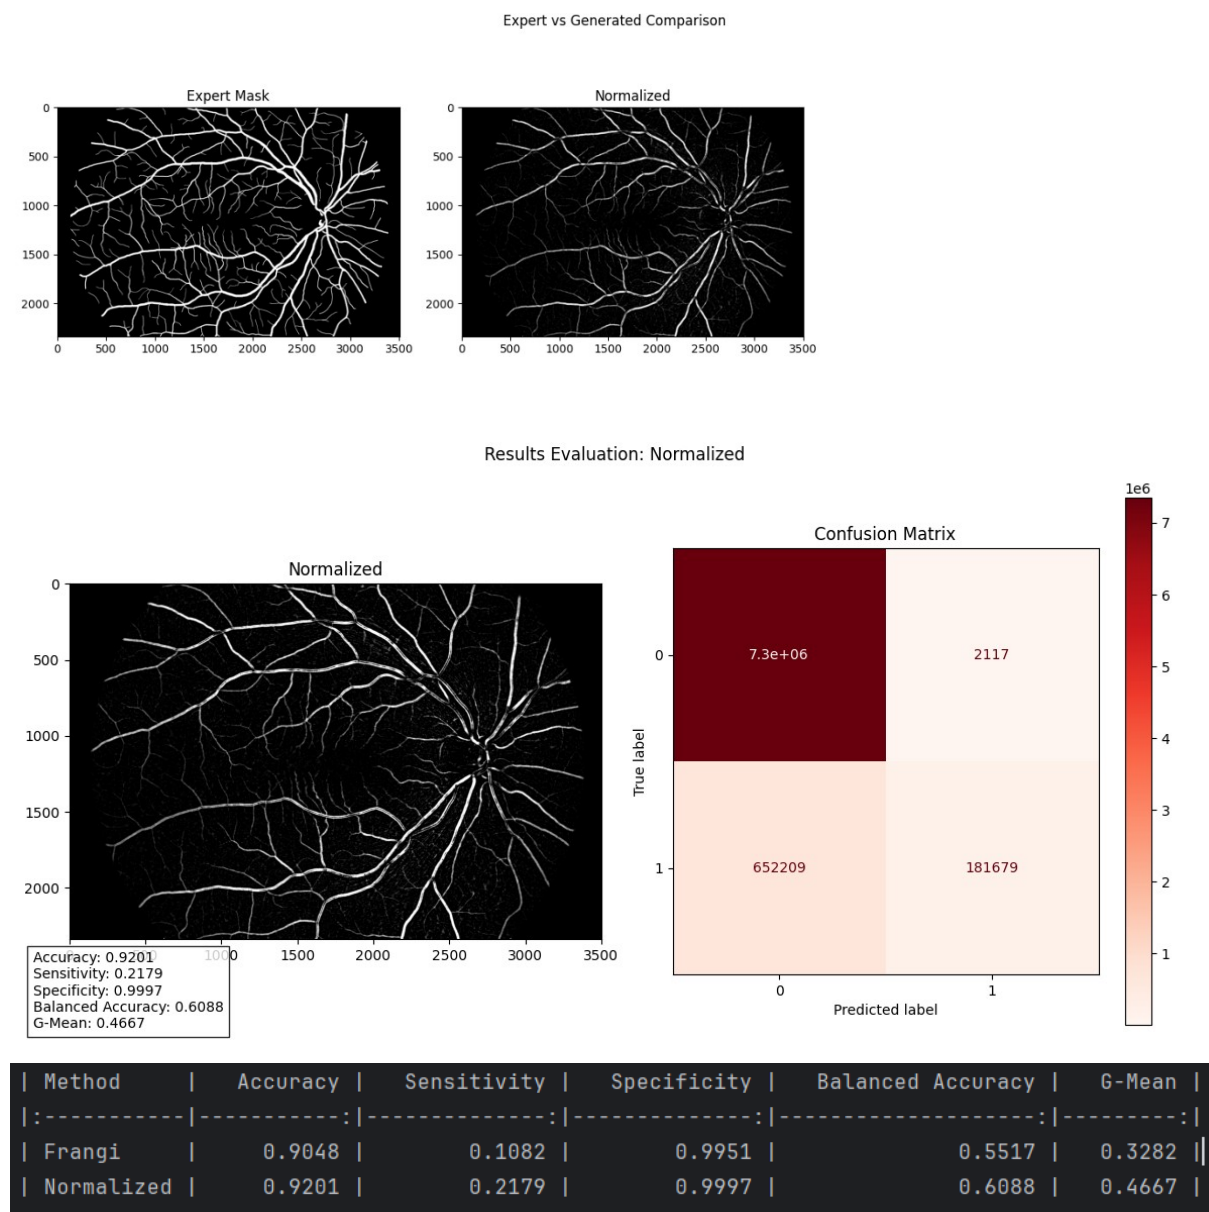 Expert vs Generated Comparison
Expert Mask
0
500
1000
1500
2000
0 500 1000 1500 2000 2500 3000 3500
Normalized
0
500
1000
1500
2000
0 500 1000 1500 2000 2500 3000 3500
Results Evaluation: Normalized
Normalized
0
500
1000
1500
2000
0 500 1000 1500 2000 2500 3000 3500
Accuracy: 0.9201
Sensitivity: 0.2179
Specificity: 0.9997
Balanced Accuracy: 0.6088
G-Mean: 0.4667
Confusion Matrix
True label
0 7.3e+06 2117
1 652209 181679
0 1
Predicted label
1e6
7
6
5
4
3
2
1
| Method | Accuracy | Sensitivity | Specificity | Balanced Accuracy | G-Mean |
|:-----------|-----------:|--------------:|--------------:|--------------------:|---------:|
| Frangi | 0.9048 | 0.1082 | 0.9951 | 0.5517 | 0.3282 |
| Normalized | 0.9201 | 0.2179 | 0.9997 | 0.6088 | 0.4667 |